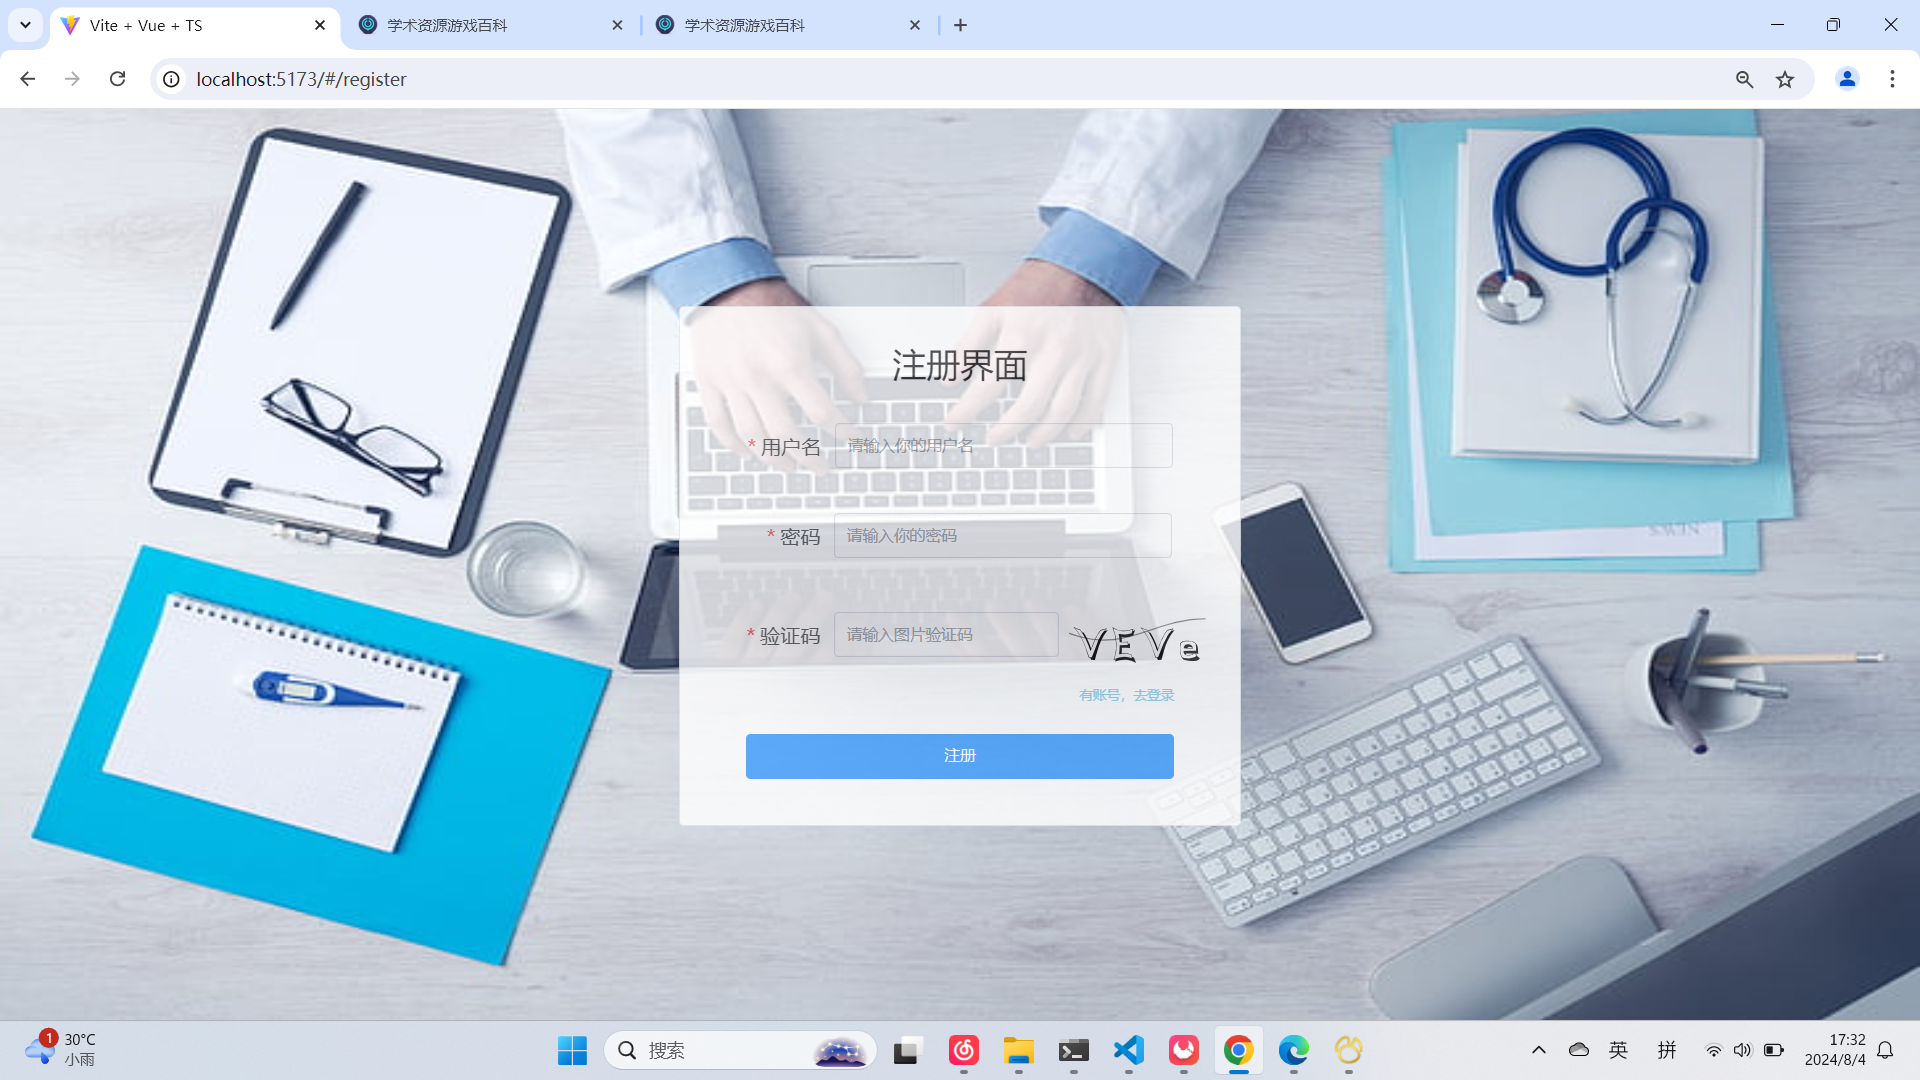 Vite + Vue + TS
学术资源游戏百科
学术资源游戏百科
localhost:5173/#/register
NEWS
注册界面
* 用户名
请输入你的用户名
* 密码
请输入你的密码
* 验证码
请输入图片验证码
VEVe
有账号，去登录
注册
1
30°C
小雨
搜索
英
拼
17:32
2024/8/4